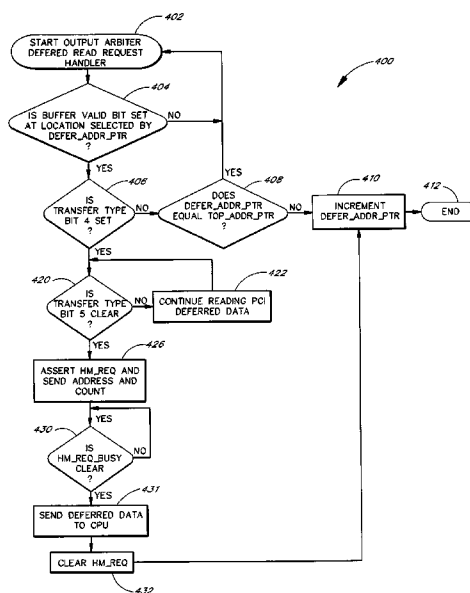 402
START OUTPUT ARBITER
DEFERED READ REQUEST
HANDLER
400
404
IS BUFFER VALID BIT SET
AT LOCATION SELECTED BY
DEFER_ADDR_PTR
?
NO
YES
YES
406
IS
TRANSFER TYPE
BIT 4 SET
?
NO
408
DOES
DEFER_ADDR_PTR
EQUAL TOP_ADDR_PTR
?
NO
410
INCREMENT
DEFER_ADDR_PTR
412
END
YES
420
IS
TRANSFER TYPE
BIT 5 CLEAR
?
NO
422
CONTINUE READING PCI
DEFERRED DATA
YES
426
ASSERT HM_REQ AND
SEND ADDRESS AND
COUNT
YES
430
IS
HM_REQ_BUSY
CLEAR
?
NO
YES
431
SEND DEFERRED DATA
TO CPU
CLEAR HM_REQ
432